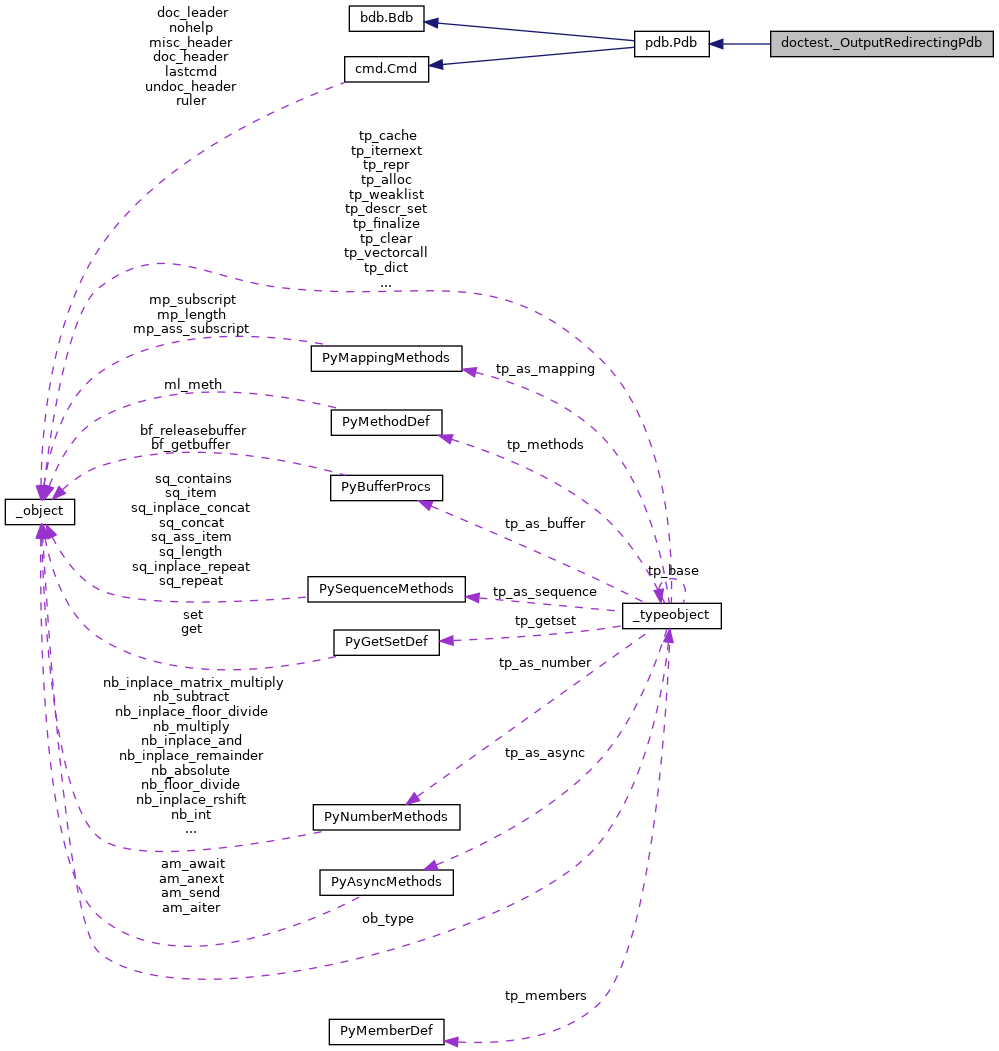 doc_leader
nohelp
misc_header
doc_header
lastcmd
undoc_header
ruler
bdb.Bdb
cmd.Cmd
pdb.Pdb
doctest._OutputRedirectingPdb
tp_cache
tp_iternext
tp_repr
tp_alloc
tp_weaklist
tp_descr_set
tp_finalize
tp_clear
tp_vectorcall
tp_dict
...
mp_subscript
mp_length
mp_ass_subscript
PyMappingMethods
tp_as_mapping
ml_meth
PyMethodDef
tp_methods
bf_releasebuffer
bf_getbuffer
PyBufferProcs
tp_as_buffer
_object
sq_contains
sq_item
sq_inplace_concat
sq_concat
sq_ass_item
sq_length
sq_inplace_repeat
sq_repeat
PySequenceMethods
tp_as_sequence
tp_base
_typeobject
set
get
PyGetSetDef
tp_getset
tp_as_number
nb_inplace_matrix_multiply
nb_subtract
nb_inplace_floor_divide
nb_multiply
nb_inplace_and
nb_inplace_remainder
nb_absolute
nb_floor_divide
nb_inplace_rshift
nb_int
...
PyNumberMethods
tp_as_async
am_await
am_anext
am_send
am_aiter
PyAsyncMethods
ob_type
tp_members
PyMemberDef